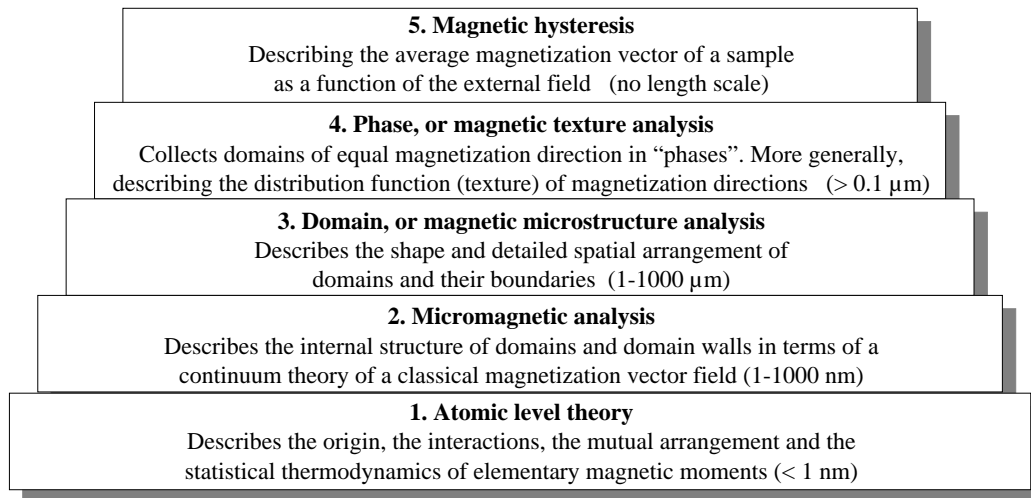 5. Magnetic hysteresis
Describing the average magnetization vector of a sample
as a function of the external field (no length scale)
4. Phase, or magnetic texture analysis
Collects domains of equal magnetization direction in “phases”. More generally,
describing the distribution function (texture) of magnetization directions (> 0.1 µm)
3. Domain, or magnetic microstructure analysis
Describes the shape and detailed spatial arrangement of
domains and their boundaries (1-1000 µm)
2. Micromagnetic analysis
Describes the internal structure of domains and domain walls in terms of a
continuum theory of a classical magnetization vector field (1-1000 nm)
1. Atomic level theory
Describes the origin, the interactions, the mutual arrangement and the
statistical thermodynamics of elementary magnetic moments (< 1 nm)